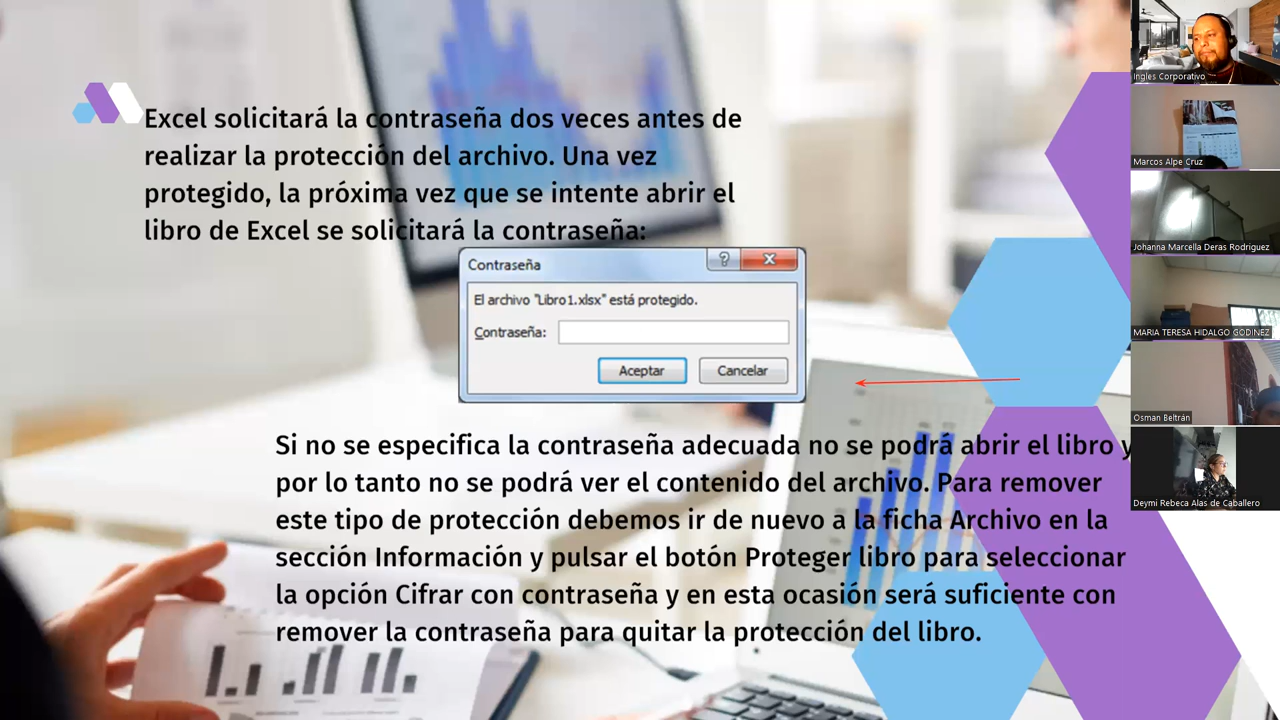 Excel solicitará la contraseña dos veces antes de
realizar la protección del archivo. Una vez
protegido, la próxima vez que se intente abrir el
libro de Excel se solicitará la contraseña:
Contraseña
El archivo "Libro1.xlsx" está protegido.
Contraseña:
Aceptar
Cancelar
Si no se especifica la contraseña adecuada no se podrá abrir el libro y
por lo tanto no se podrá ver el contenido del archivo. Para remover
este tipo de protección debemos ir de nuevo a la ficha Archivo en la
sección Información y pulsar el botón Proteger libro para seleccionar
la opción Cifrar con contraseña y en esta ocasión será suficiente con
remover la contraseña para quitar la protección del libro.
Ingles Corporativo
Marcos Alpe Cruz
Johanna Marcella Deras Rodriguez
MARIA TERESA HIDALGO GODINEZ
Osman Beltrán
Deymi Rebeca Alas de Caballero